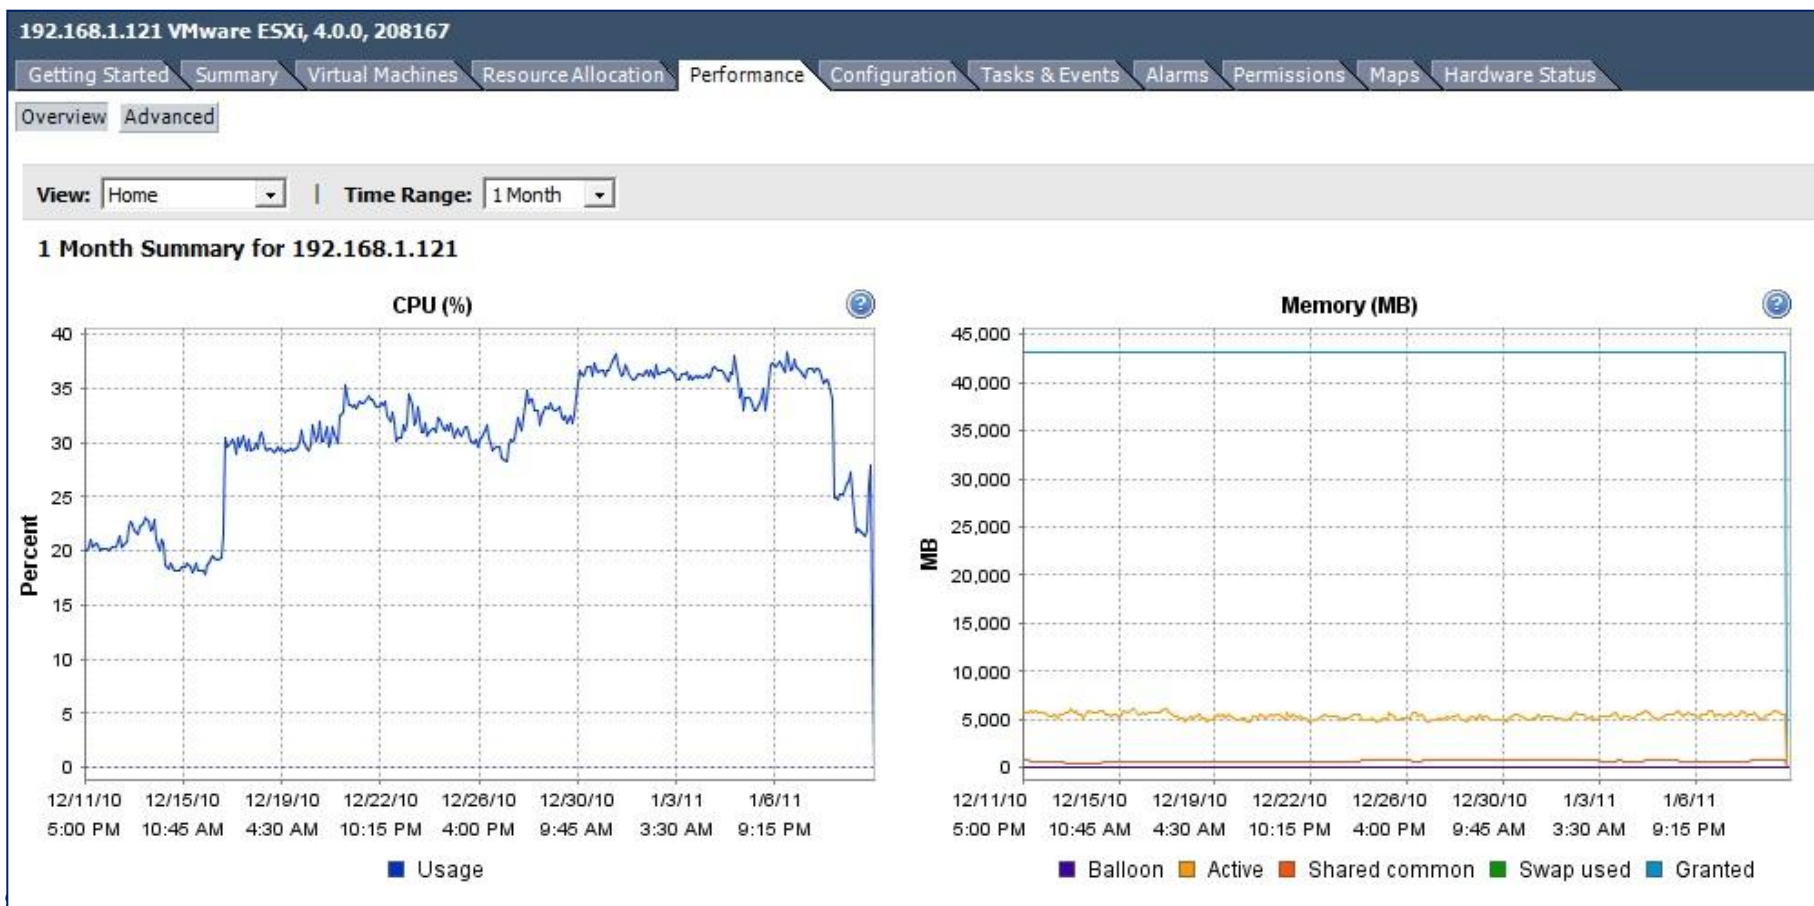 192.168.1.121 VMware ESXi, 4.0.0, 208167
Getting Started Summary Virtual Machines Resource Allocation Performance Configuration Tasks & Events Alarms Permissions Maps Hardware Status
Overview Advanced
View: Home | Time Range: 1 Month
1 Month Summary for 192.168.1.121
CPU (%)
40
35
30
25
20
15
10
5
0
Percent
12/11/10 12/15/10 12/19/10 12/22/10 12/26/10 12/30/10 1/3/11 1/6/11
5:00 PM 10:45 AM 4:30 AM 10:15 PM 4:00 PM 9:45 AM 3:30 AM 9:15 PM
Usage
Memory (MB)
45,000
40,000
35,000
30,000
25,000
20,000
15,000
10,000
5,000
0
MB
12/11/10 12/15/10 12/19/10 12/22/10 12/26/10 12/30/10 1/3/11 1/6/11
5:00 PM 10:45 AM 4:30 AM 10:15 PM 4:00 PM 9:45 AM 3:30 AM 9:15 PM
Balloon Active Shared common Swap used Granted